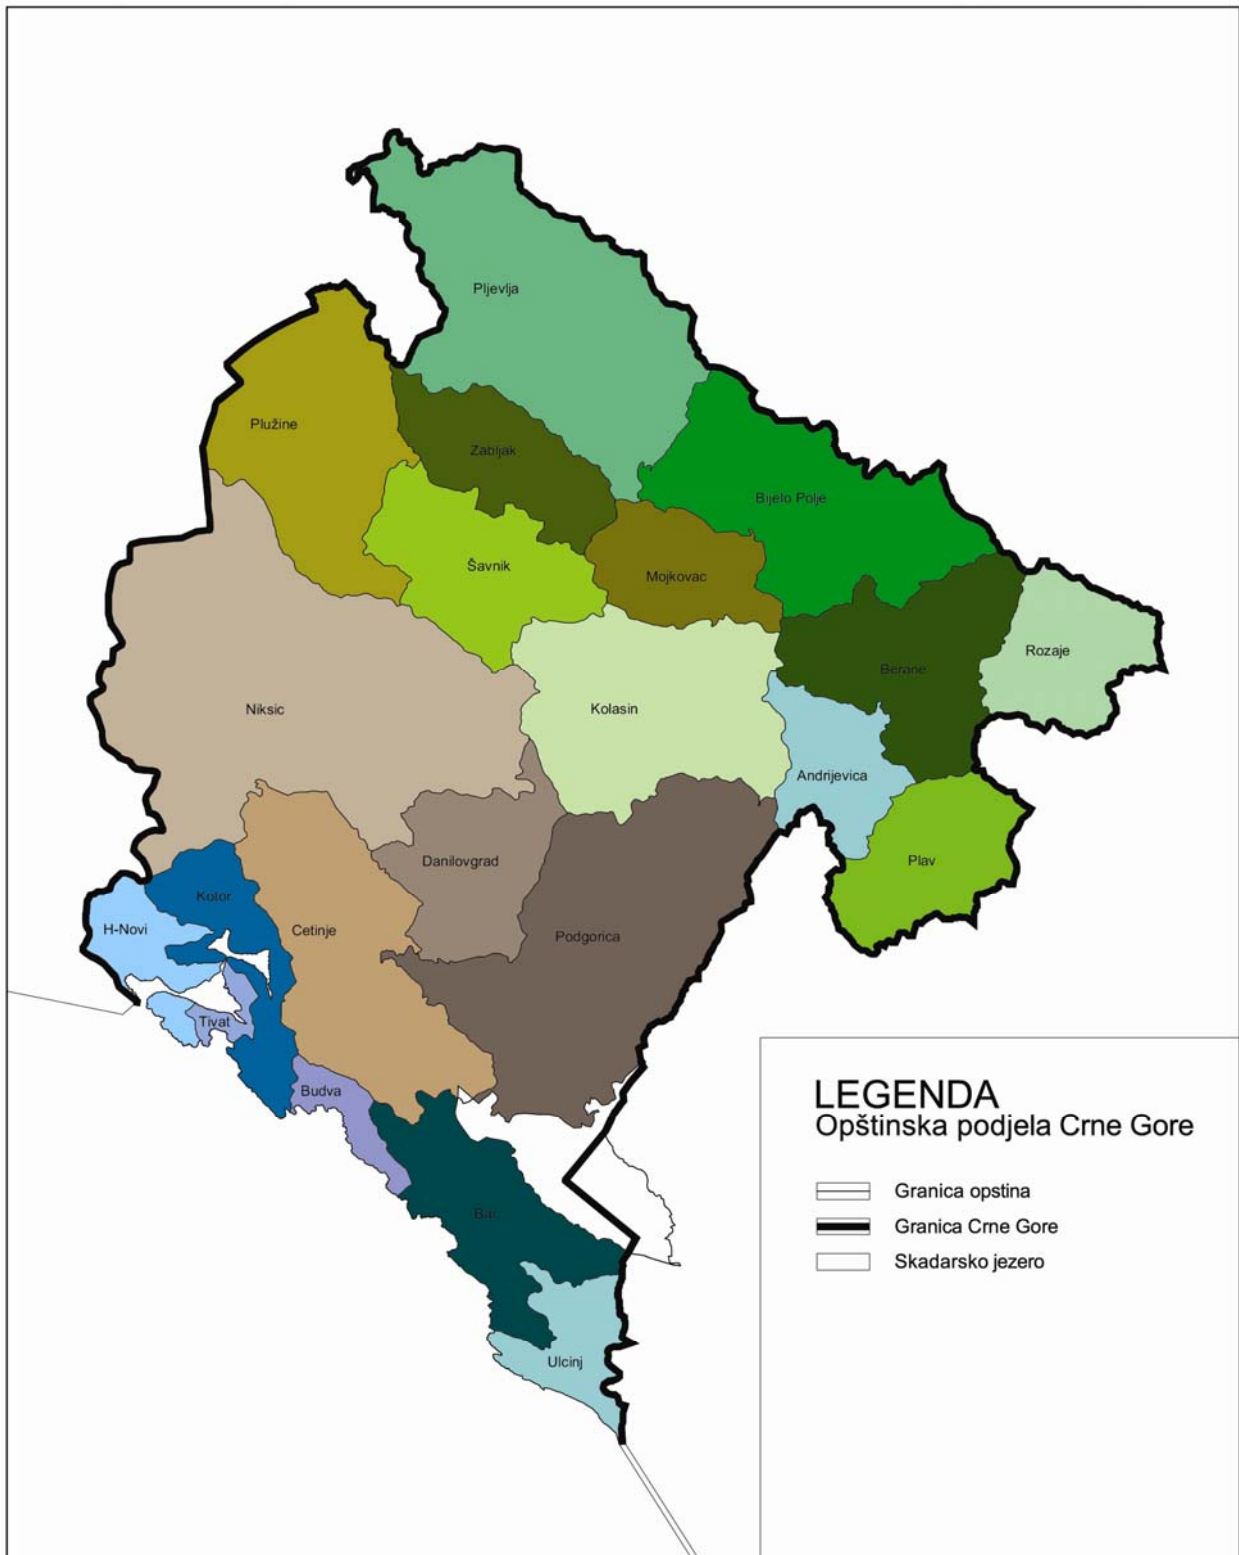 Pljevlja
Plužine
Zabljak
Bijelo Polje
Šavnik
Mojkovac
Rozaje
Berane
Niksic
Kolasin
Andrijevica
Danilovgrad
Plav
Kotor
H-Novi
Cetinje
Podgorica
Tivat
Budva
Bar
Ulcinj
LEGENDA
Opštinska podjela Crne Gore
Granica opstina
Granica Crne Gore
Skadarsko jezero